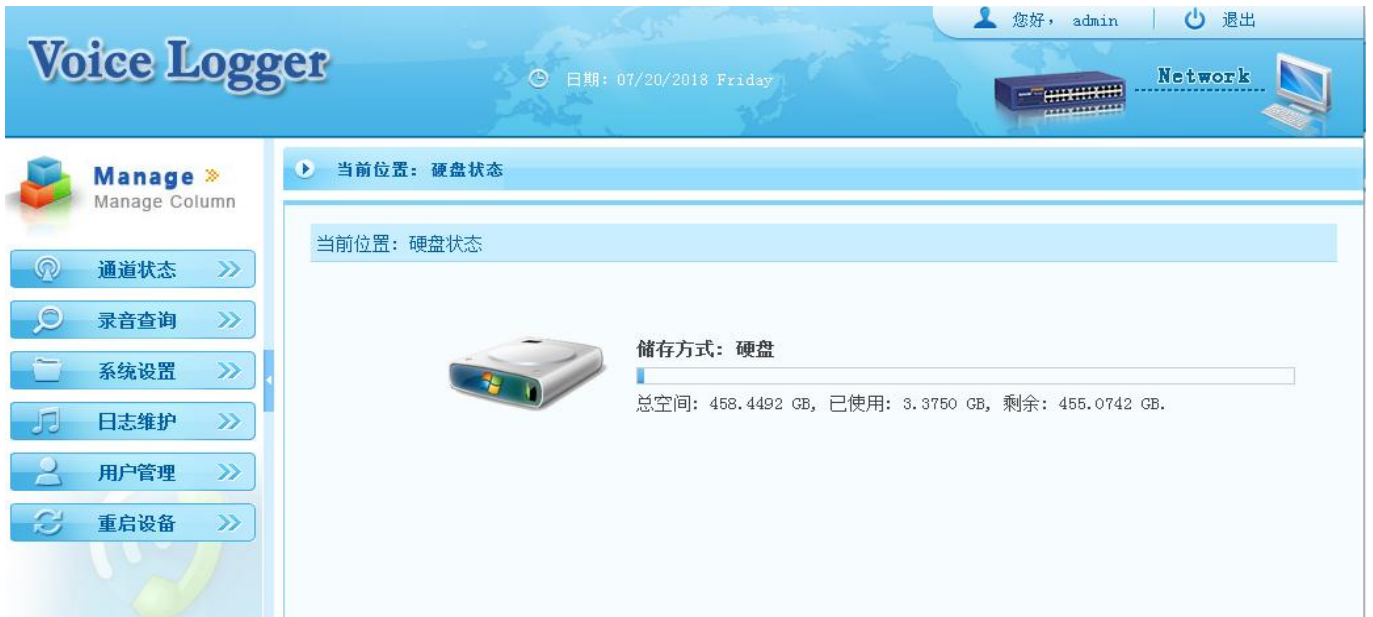 您好， admin
退出
Voice Logger
日期: 07/20/2018 Friday
Network
Manage »
Manage Column
当前位置: 硬盘状态
当前位置: 硬盘状态
通道状态
录音查询
系统设置
日志维护
用户管理
重启设备
储存方式: 硬盘
总空间: 458.4492 GB, 已使用: 3.3750 GB, 剩余: 455.0742 GB.